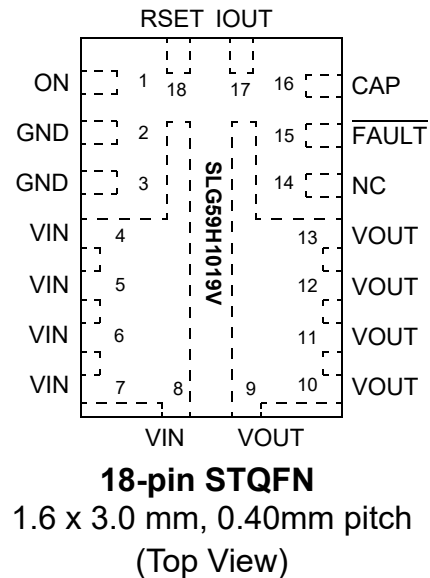 RSET IOUT
ON 1 18 17 16 CAP
GND 2 15 FAULT
GND 3 14 NC
SLG59H1019V
VIN 4 13 VOUT
VIN 5 12 VOUT
VIN 6 11 VOUT
VIN 7 8 9 10 VOUT
VIN VOUT
18-pin STQFN
1.6 x 3.0 mm, 0.40mm pitch
(Top View)